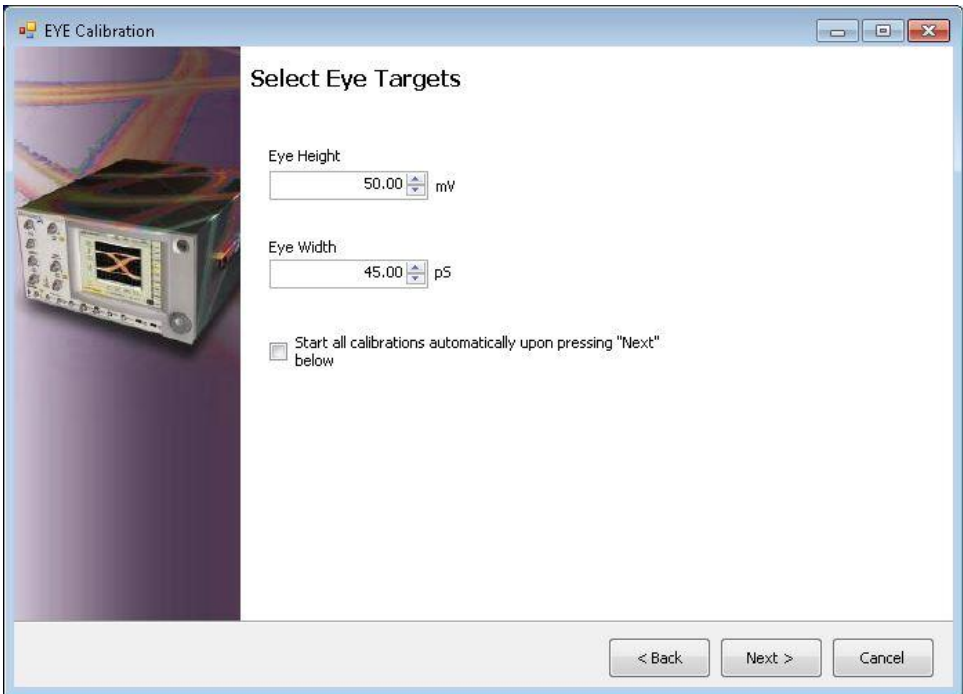 EYE Calibration
Select Eye Targets
Eye Height
50.00 mV
Eye Width
45.00 pS
Start all calibrations automatically upon pressing "Next"
below
< Back Next > Cancel